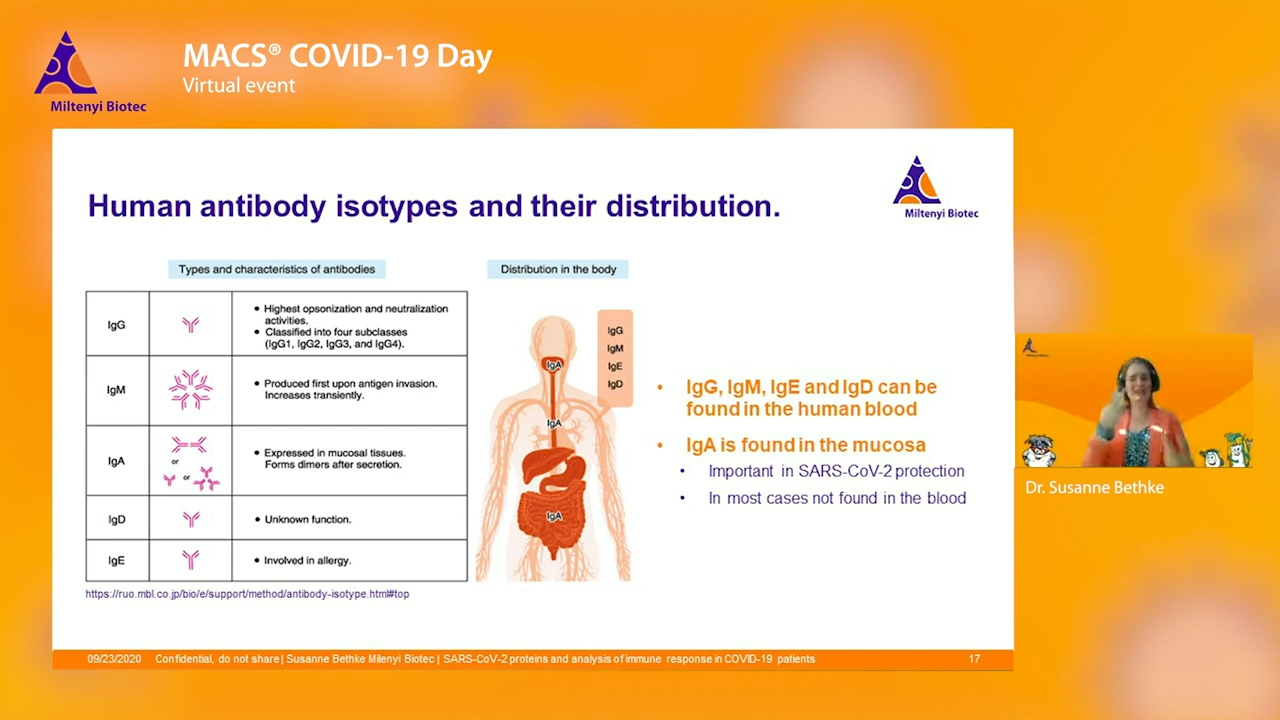 MACS® COVID-19 Day
Virtual event
Miltenyi Biotec
Human antibody isotypes and their distribution.
Miltenyi Biotec
Types and characteristics of antibodies
IgG
• Highest opsonization and neutralization
activities.
• Classified into four subclasses
(IgG1, IgG2, IgG3, and IgG4).
IgM
• Produced first upon antigen invasion.
Increases transiently.
IgA
or
or
• Expressed in mucosal tissues.
Forms dimers after secretion.
IgD
• Unknown function.
IgE
• Involved in allergy.
https://ruo.mbl.co.jp/bio/e/support/method/antibody-isotype.html#top
Distribution in the body
IgG
IgM
IgE
IgD
IgA
IgA
IgA
• IgG, IgM, IgE and IgD can be
found in the human blood
• IgA is found in the mucosa
• Important in SARS-CoV-2 protection
• In most cases not found in the blood
Dr. Susanne Bethke
09/23/2020 Confidential, do not share | Susanne Bethke Milenyi Biotec | SARS-CoV-2 proteins and analysis of immune response in COVID-19 patients 17